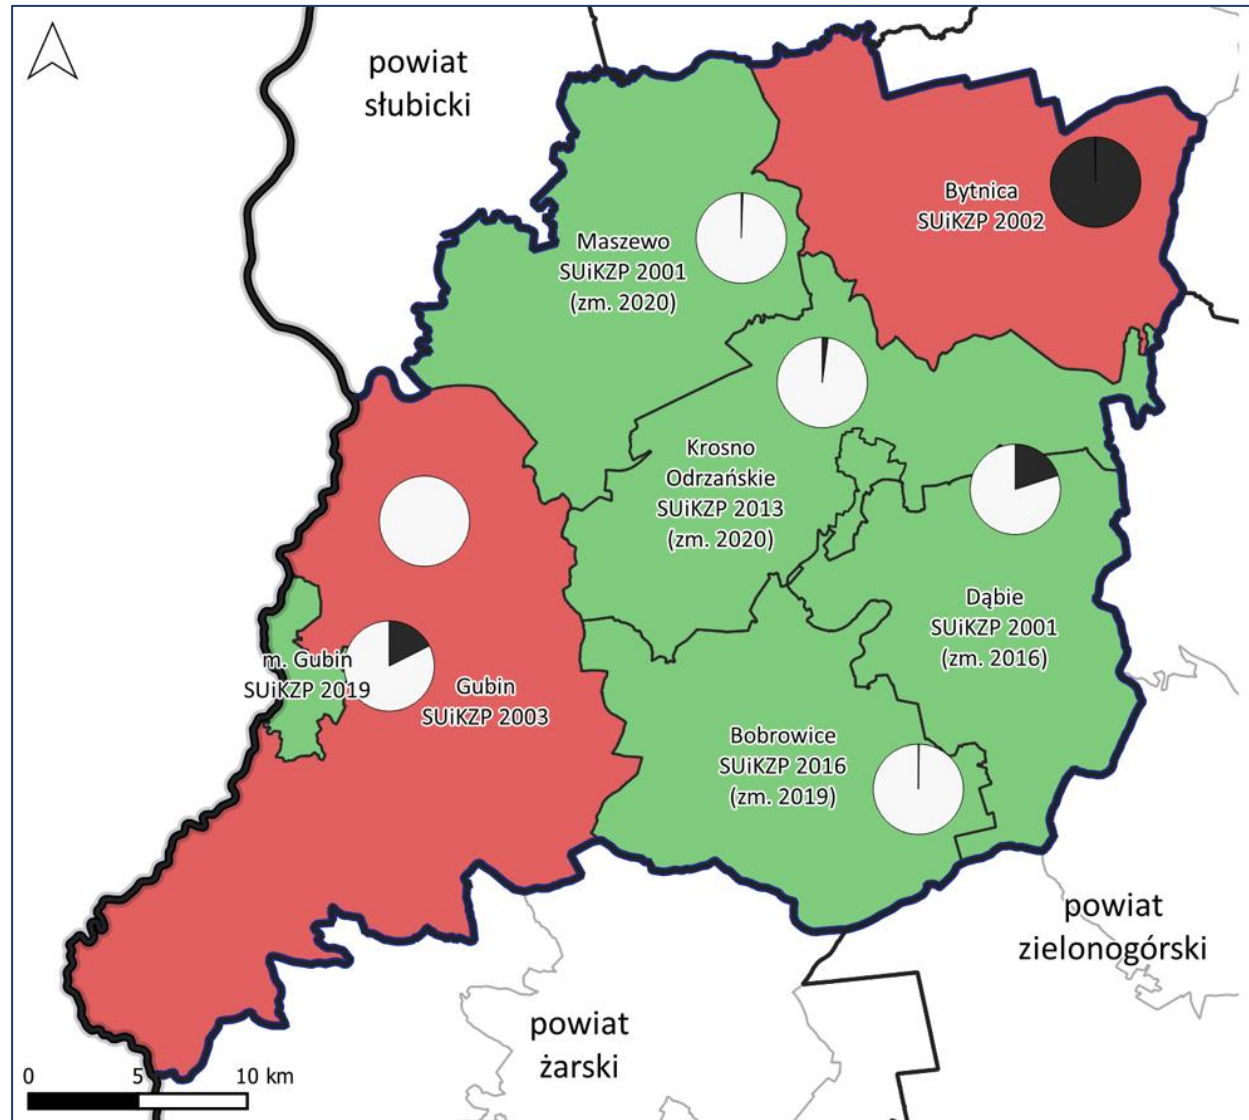 powiat
słubicki
Bytnica
SUiKZP 2002
Maszewo
SUiKZP 2001
(zm. 2020)
Krosno
Odrzańskie
SUiKZP 2013
(zm. 2020)
Dąbie
SUiKZP 2001
(zm. 2016)
m. Gubin
SUiKZP 2019
Gubin
SUiKZP 2003
Bobrowice
SUiKZP 2016
(zm. 2019)
powiat
zielonogórski
powiat
żarski
0 5 10 km